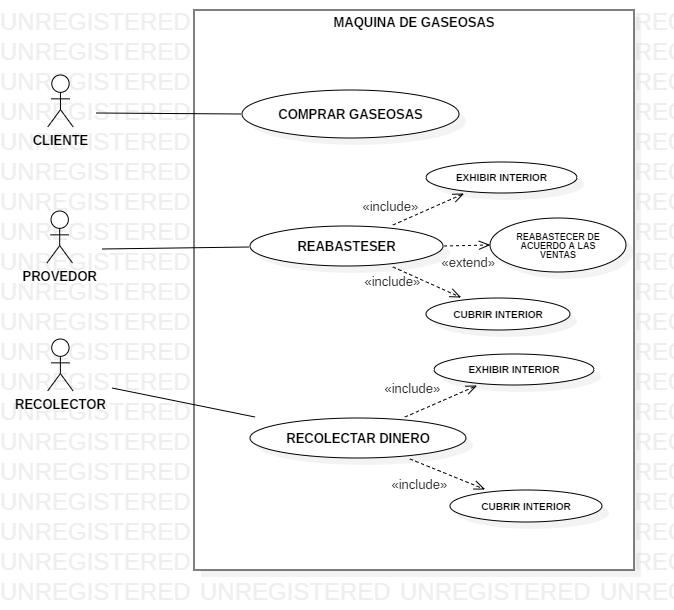 MAQUINA DE GASEOSAS
COMPRAR GASEOSAS
CLIENTE
EXHIBIR INTERIOR
«include»
REABASTESER
REABASTECER DE
ACUERDO A LAS
VENTAS
«extend»
PROVEDOR
«include»
CUBRIR INTERIOR
EXHIBIR INTERIOR
«include»
RECOLECTOR
RECOLECTAR DINERO
«include»
CUBRIR INTERIOR
UNREGISTERED UNREGISTERED UNREGISTERED UNREGISTERED